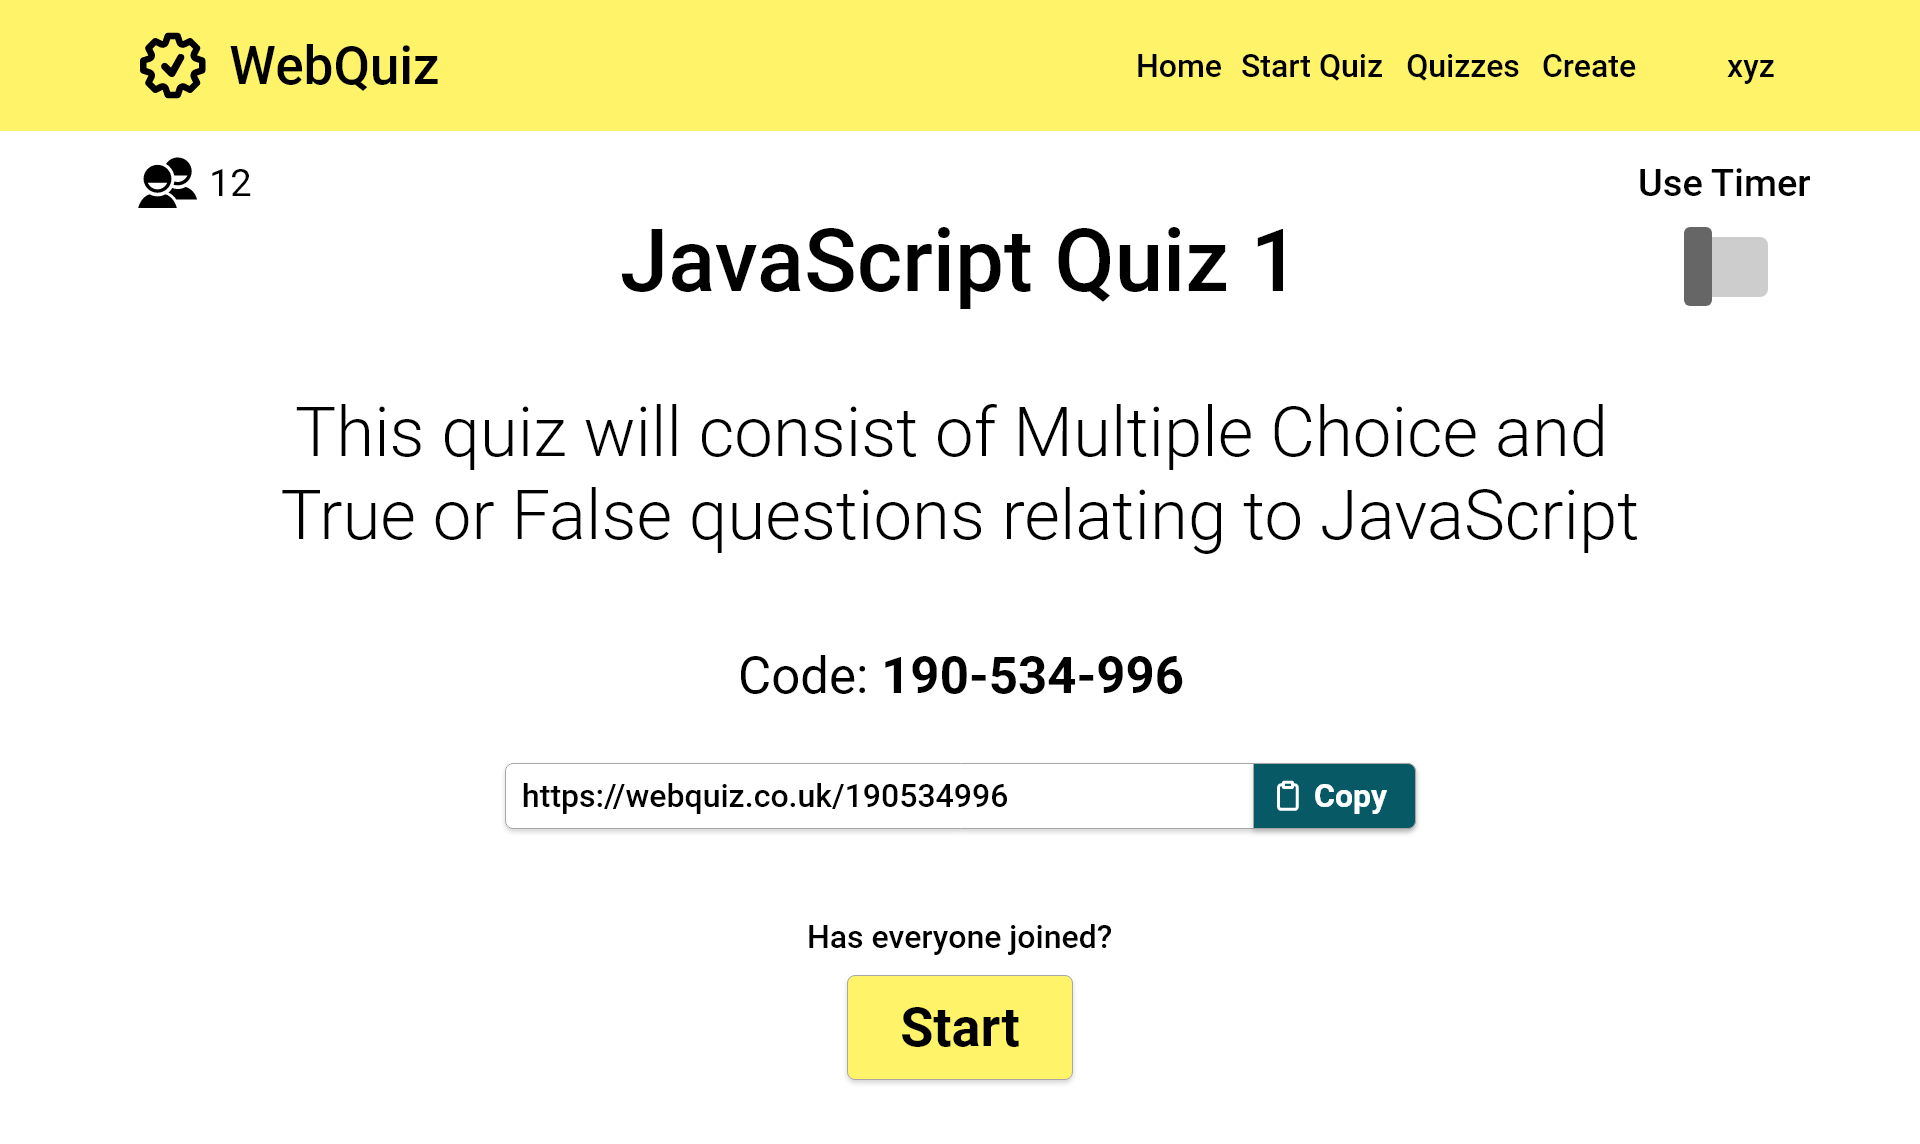 WebQuiz
Home Start Quiz Quizzes Create xyz
12
Use Timer
JavaScript Quiz 1
This quiz will consist of Multiple Choice and
True or False questions relating to JavaScript
Code: 190-534-996
https://webquiz.co.uk/190534996
Copy
Has everyone joined?
Start